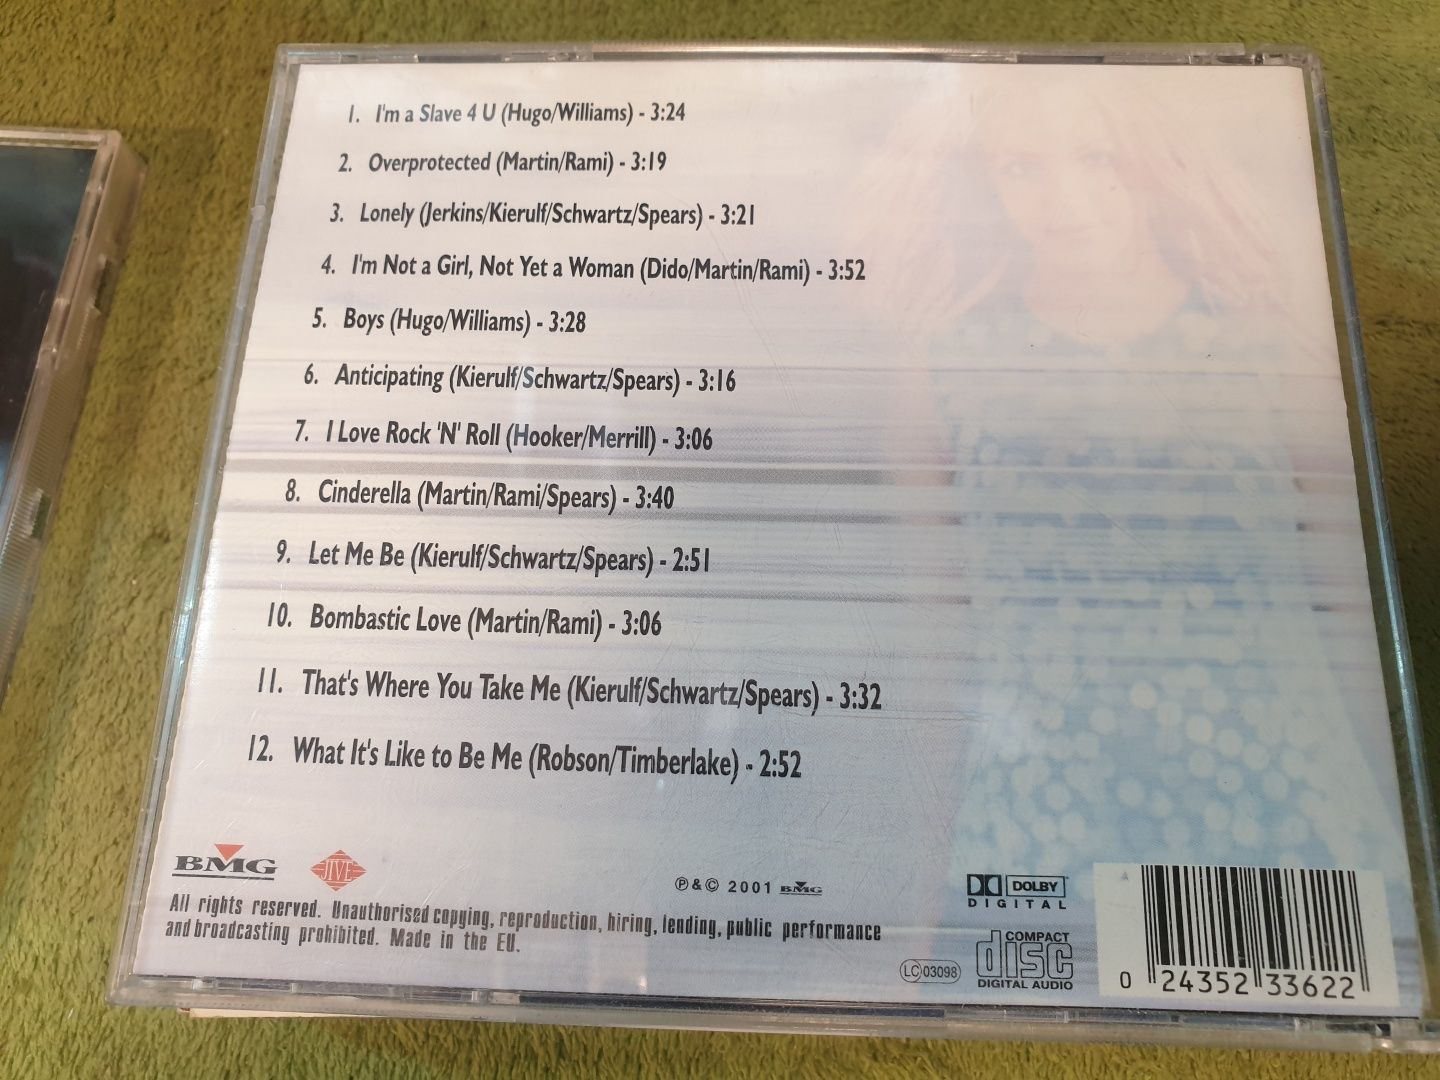 1. I'm a Slave 4 U (Hugo/Williams) - 3:24
2. Overprotected (Martin/Rami) - 3:19
3. Lonely (Jerkins/Kierulf/Schwartz/Spears) - 3:21
4. I'm Not a Girl, Not Yet a Woman (Dido/Martin/Rami) - 3:52
5. Boys (Hugo/Williams) - 3:28
6. Anticipating (Kierulf/Schwartz/Spears) - 3:16
7. I Love Rock 'N' Roll (Hooker/Merrill) - 3:06
8. Cinderella (Martin/Rami/Spears) - 3:40
9. Let Me Be (Kierulf/Schwartz/Spears) - 2:51
10. Bombastic Love (Martin/Rami) - 3:06
11. That's Where You Take Me (Kierulf/Schwartz/Spears) - 3:32
12. What It's Like to Be Me (Robson/Timberlake) - 2:52
BMG JIVE
℗ & © 2001 BMG
All rights reserved. Unauthorised copying, reproduction, hiring, lending, public performance
and broadcasting prohibited. Made in the EU.
DOLBY
DIGITAL
LC 03098
COMPACT
disc
DIGITAL AUDIO
0 24352 33622